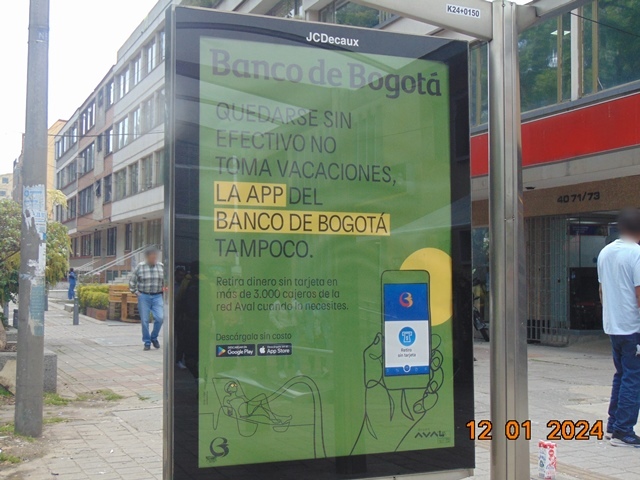 K24+0150
JCDecaux
Banco de Bogotá
QUEDARSE SIN
EFECTIVO NO
TOMA VACACIONES,
LA APP DEL
BANCO DE BOGOTÁ
TAMPOCO.
Retira dinero sin tarjeta en
más de 3.000 cajeros de la
red Aval cuando lo necesites.
Descárgala sin costo
Google Play
App Store
Retiro
sin tarjeta
AVAL
4071/73
12 01 2024